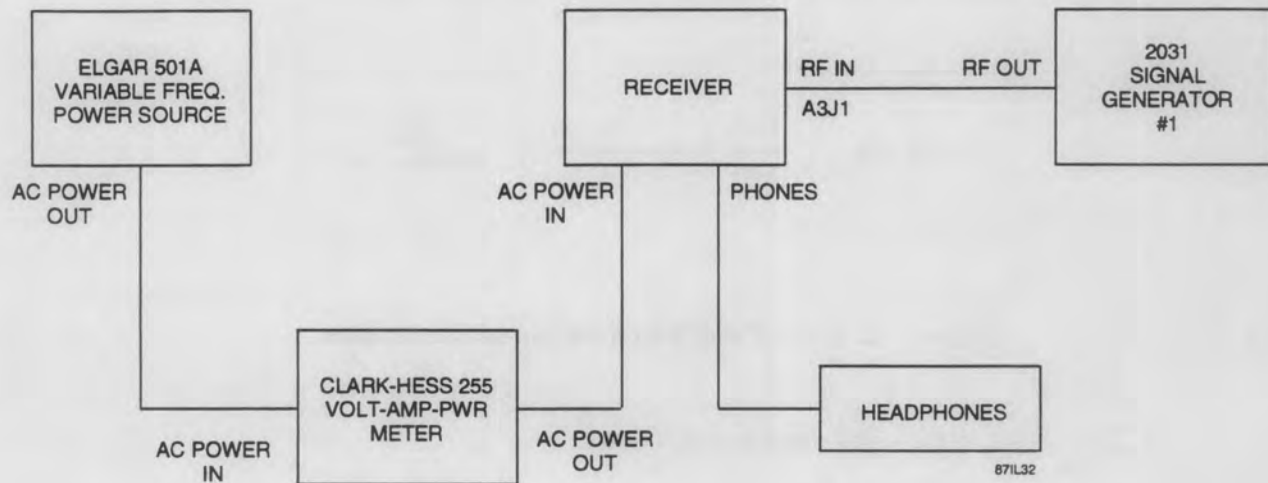 ELGAR 501A
VARIABLE FREQ.
POWER SOURCE
RECEIVER
RF IN
RF OUT
A3J1
2031
SIGNAL
GENERATOR
#1
AC POWER
OUT
AC POWER
IN
PHONES
CLARK-HESS 255
VOLT-AMP-PWR
METER
HEADPHONES
AC POWER
IN
AC POWER
OUT
871L32